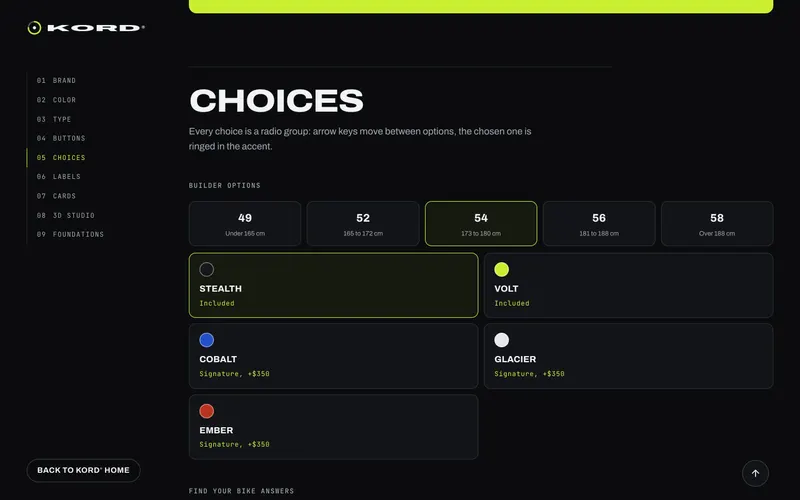 KORD®
01 BRAND
02 COLOR
03 TYPE
04 BUTTONS
05 CHOICES
06 LABELS
07 CARDS
08 3D STUDIO
09 FOUNDATIONS
BACK TO KORD® HOME
CHOICES
Every choice is a radio group: arrow keys move between options, the chosen one is
ringed in the accent.
BUILDER OPTIONS
49
Under 165 cm
52
165 to 172 cm
54
173 to 180 cm
56
181 to 188 cm
58
Over 188 cm
STEALTH
Included
VOLT
Included
COBALT
Signature, +$350
GLACIER
Signature, +$350
EMBER
Signature, +$350
FIND YOUR BIKE ANSWERS